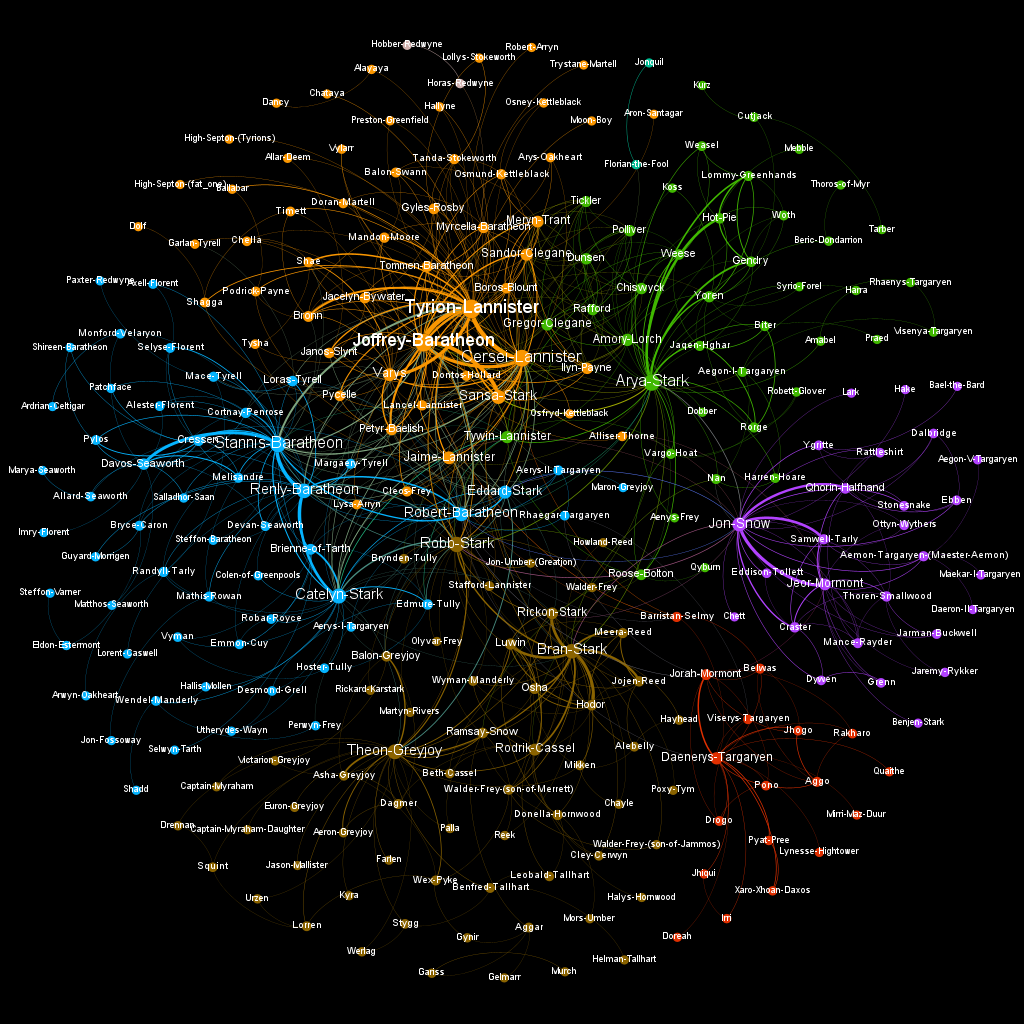 Hobber-Redwyne
Robert-Arryn
Lollys-Stokeworth
Alayaya
Trystane-Martell
Jonquil
Horas-Redwyne
Kurz
Chataya
Dancy
Hallyne
Osney-Kettleblack
Preston-Greenfield
Moon-Boy
Aron-Santagar
Cutjack
High-Septon-(Tyrions)
Vylarr
Allar-Deem
Tanda-Stokeworth
Arys-Oakheart
Weasel
Mebble
Florian-the-Fool
Balon-Swann
Osmund-Kettleblack
Lommy-Greenhands
High-Septon-(fat_one)
Ballabar
Koss
Thoros-of-Myr
Doran-Martell
Tickler
Timett
Gyles-Rosby
Meryn-Trant
Hot-Pie
Woth
Dolf
Myrcella-Baratheon
Polliver
Tarber
Garlan-Tyrell
Chella
Mandon-Moore
Beric-Dondarrion
Sandor-Clegane
Weese
Dunsen
Gendry
Shae
Tommen-Baratheon
Paxter-Redwyne
Axell-Florent
Rhaenys-Targaryen
Podrick-Payne
Boros-Blount
Chiswyck
Syrio-Forel
Harra
Jacelyn-Bywater
Yoren
Shagga
Tyrion-Lannister
Rafford
Bronn
Gregor-Clegane
Biter
Monford-Velaryon
Visenya-Targaryen
Joffrey-Baratheon
Amory-Lorch
Amabel
Praed
Shireen-Baratheon
Selyse-Florent
Tysha
Janos-Slynt
Jaqen-Hghar
Cersei-Lannister
Ilyn-Payne
Mace-Tyrell
Loras-Tyrell
Varys
Dontos-Hollard
Aegon-I-Targaryen
Arya-Stark
Patchface
Bael-the-Bard
Hake
Lark
Robett-Glover
Pycelle
Sansa-Stark
Ardrian-Celtigar
Alester-Florent
Lancel-Lannister
Cortnay-Penrose
Osfryd-Kettleblack
Dobber
Petyr-Baelish
Rorge
Dalbridge
Pylos
Cressen
Stannis-Baratheon
Tywin-Lannister
Alliser-Thorne
Ygritte
Rattleshirt
Vargo-Hoat
Jaime-Lannister
Aegon-V-Targaryen
Davos-Seaworth
Margaery-Tyrell
Marya-Seaworth
Aerys-II-Targaryen
Melisandre
Nan
Harren-Hoare
Renly-Baratheon
Cleos-Frey
Eddard-Stark
Maron-Greyjoy
Qhorin-Halfhand
Allard-Seaworth
Salladhor-Saan
Lysa-Arryn
Ebben
Stonesnake
Robert-Baratheon
Rhaegar-Targaryen
Aenys-Frey
Bryce-Caron
Devan-Seaworth
Jon-Snow
Ottyn-Wythers
Imry-Florent
Steffon-Baratheon
Samwell-Tarly
Robb-Stark
Howland-Reed
Brienne-of-Tarth
Guyard-Morrigen
Brynden-Tully
Jon-Umber-(Greatjon)
Aemon-Targaryen-(Maester-Aemon)
Randyll-Tarly
Colen-of-Greenpools
Roose-Bolton
Qyburn
Eddison-Tollett
Maekar-I-Targaryen
Stafford-Lannister
Walder-Frey
Jeor-Mormont
Steffon-Varner
Mathis-Rowan
Catelyn-Stark
Thoren-Smallwood
Matthos-Seaworth
Edmure-Tully
Rickon-Stark
Daeron-II-Targaryen
Robar-Royce
Barristan-Selmy
Chett
Aerys-I-Targaryen
Craster
Vyman
Olyvar-Frey
Luwin
Meera-Reed
Jarman-Buckwell
Mance-Rayder
Eldon-Estermont
Emmon-Cuy
Bran-Stark
Lorent-Caswell
Balon-Greyjoy
Hoster-Tully
Belwas
Jorah-Mormont
Jaremy-Rykker
Dywen
Grenn
Hallis-Mollen
Rickard-Karstark
Wyman-Manderly
Jojen-Reed
Desmond-Grell
Osha
Arwyn-Oakheart
Wendel-Manderly
Hodor
Martyn-Rivers
Perwyn-Frey
Hayhead
Viserys-Targaryen
Benjen-Stark
Utherydes-Wayn
Ramsay-Snow
Jhogo
Rakharo
Jon-Fossoway
Selwyn-Tarth
Theon-Greyjoy
Rodrik-Cassel
Alebelly
Daenerys-Targaryen
Victarion-Greyjoy
Mikken
Asha-Greyjoy
Beth-Cassel
Quaithe
Shadd
Captain-Myraham
Walder-Frey-(son-of-Merrett)
Poxy-Tym
Pono
Aggo
Euron-Greyjoy
Dagmer
Chayle
Donella-Hornwood
Mirri-Maz-Duur
Drennan
Captain-Myraham-Daughter
Aeron-Greyjoy
Palla
Reek
Drogo
Walder-Frey-(son-of-Jammos)
Pyat-Pree
Cley-Cerwyn
Lynesse-Hightower
Squint
Jason-Mallister
Farlen
Leobald-Tallhart
Jhiqui
Wex-Pyke
Benfred-Tallhart
Xaro-Xhoan-Daxos
Urzen
Kyra
Halys-Hornwood
Lorren
Stygg
Aggar
Mors-Umber
Irri
Gynir
Doreah
Werlag
Helman-Tallhart
Gariss
Gelmarr
Murch